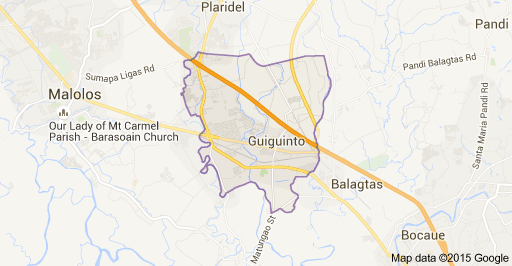 Plaridel
Pandi
Sumapa Ligas Rd
Pandi Balagtas Rd
Malolos
Santa Maria Pandi Rd
Our Lady of Mt Carmel
Parish - Barasoain Church
Guiguinto
Balagtas
Matungao St
Bocaue
Map data ©2015 Google